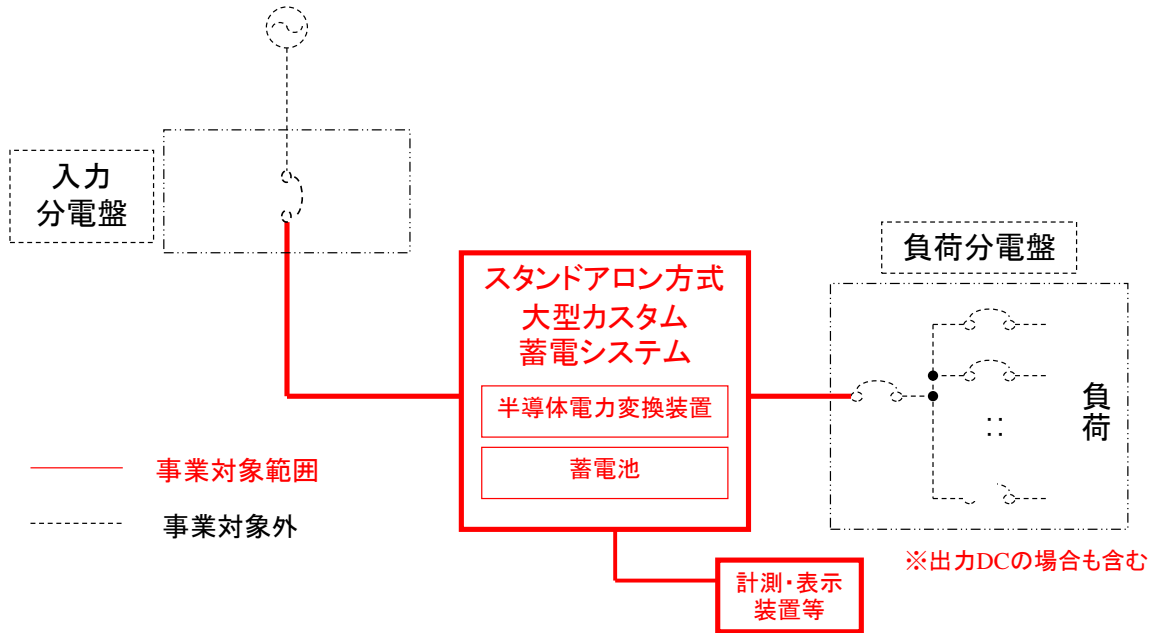 入力
分電盤
負荷分電盤
スタンドアロン方式
大型カスタム
蓄電システム
半導体電力変換装置
蓄電池
負
荷
::
事業対象範囲
事業対象外
※出力DCの場合も含む
計測・表示
装置等